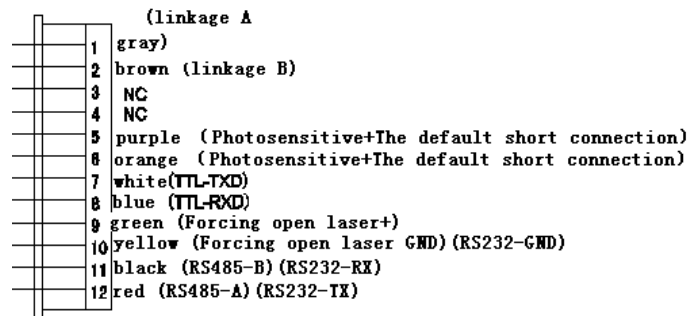 (linkage A
1 gray)
2 brown (linkage B)
3 NC
4 NC
5 purple (Photosensitive+The default short connection)
6 orange (Photosensitive+The default short connection)
7 white(TTL-TXD)
8 blue (TTL-RXD)
9 green (Forcing open laser+)
10 yellow (Forcing open laser GND)(RS232-GND)
11 black (RS485-B)(RS232-RX)
12 red (RS485-A)(RS232-TX)